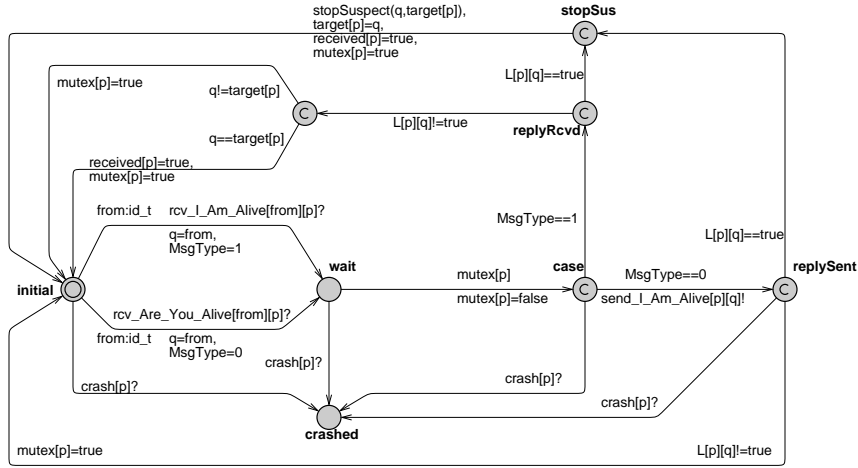 stopSuspect(q,target[p]),
target[p]=q,
received[p]=true,
mutex[p]=true
stopSus
C
mutex[p]=true
q!=target[p]
L[p][q]==true
C
C
L[p][q]!=true
replyRcvd
q==target[p]
received[p]=true,
mutex[p]=true
from:id_t rcv_I_Am_Alive[from][p]?
q=from,
MsgType=1
MsgType==1
L[p][q]==true
wait
case
replySent
initial
mutex[p]
mutex[p]=false
C
MsgType==0
send_I_Am_Alive[p][q]!
C
rcv_Are_You_Alive[from][p]?
from:id_t q=from,
MsgType=0
crash[p]?
crash[p]?
crash[p]?
crash[p]?
crashed
mutex[p]=true
L[p][q]!=true